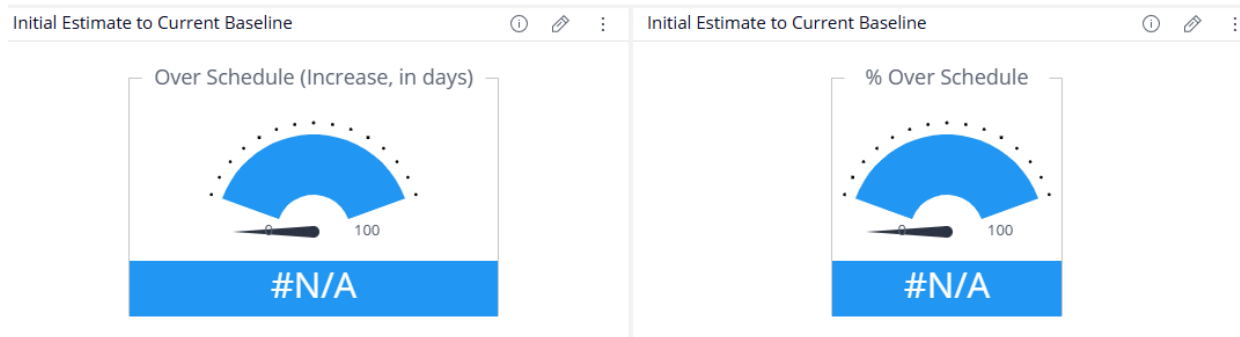 Initial Estimate to Current Baseline
Over Schedule (Increase, in days)
0 100
#N/A
Initial Estimate to Current Baseline
% Over Schedule
0 100
#N/A